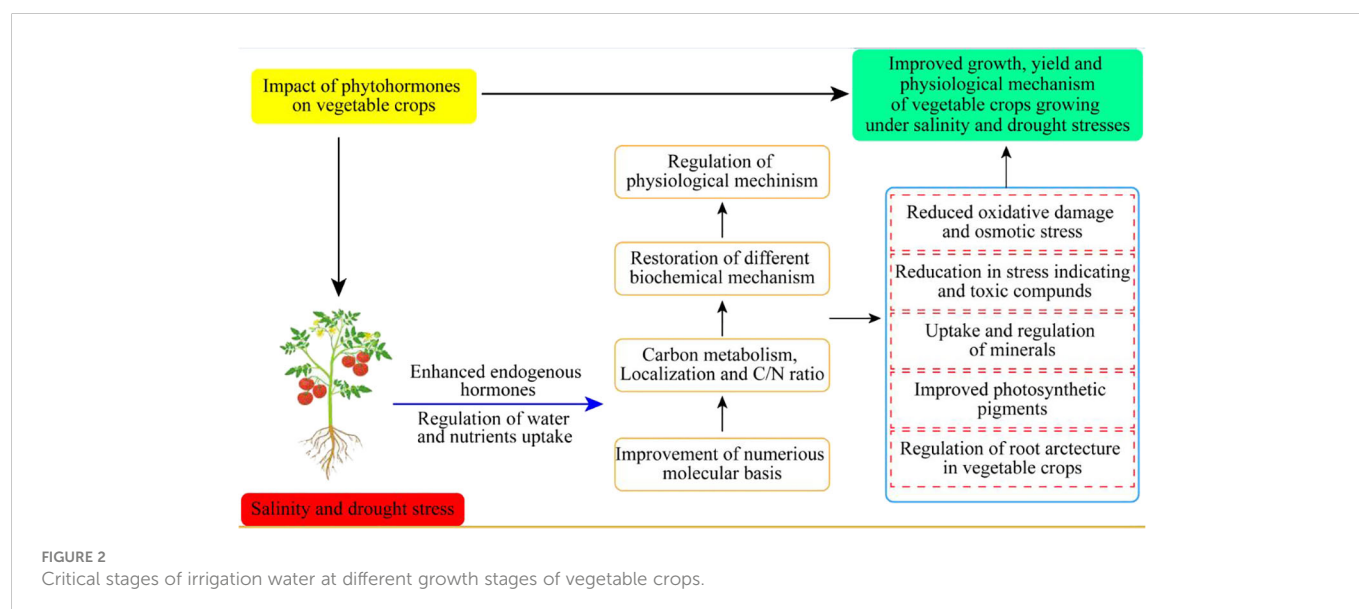 Impact of phytohormones
on vegetable crops
Improved growth, yield and
physiological mechanism
of vegetable crops growing
under salinity and drought stresses
Enhanced endogenous
hormones
Regulation of water
and nutrients uptake
Salinity and drought stress
Regulation of
physiological mechinism
Restoration of different
biochemical mechanism
Carbon metabolism,
Localization and C/N ratio
Improvement of numerious
molecular basis
Reduced oxidative damage
and osmotic stress
Reducation in stress indicating
and toxic compunds
Uptake and regulation
of minerals
Improved photosynthetic
pigments
Regulation of root arctecture
in vegetable crops
FIGURE 2
Critical stages of irrigation water at different growth stages of vegetable crops.